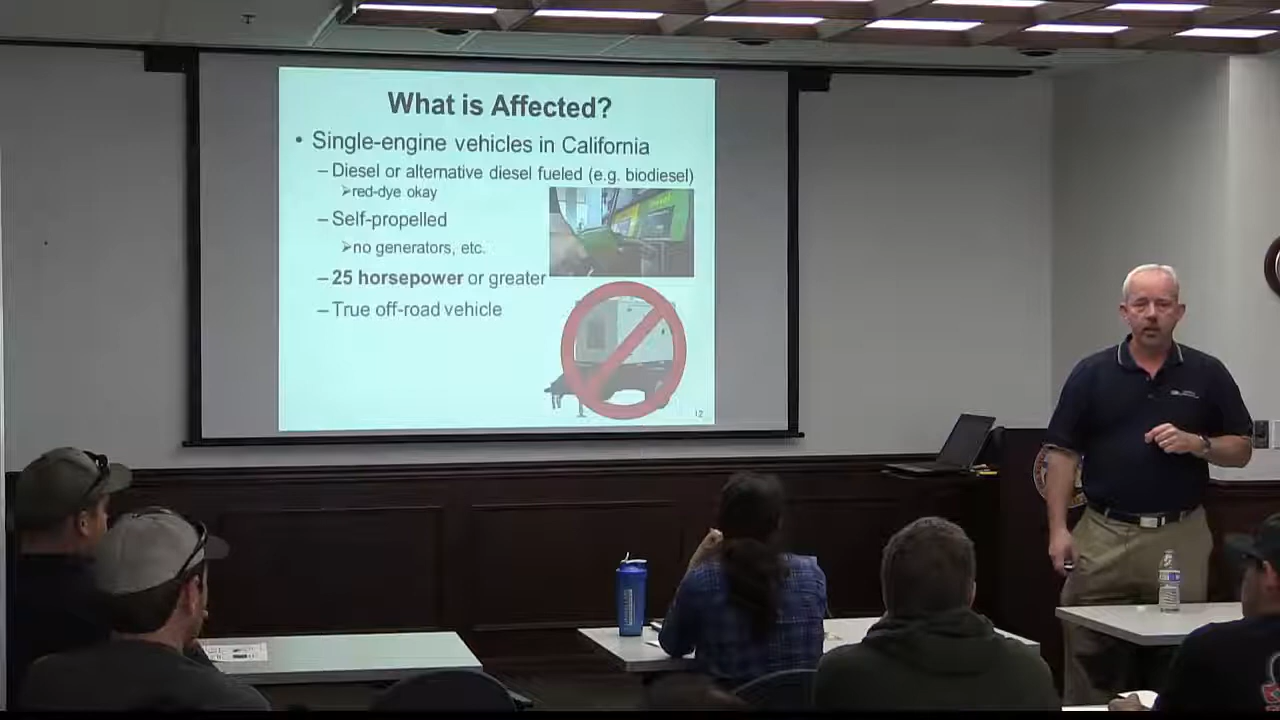 What is Affected?
• Single-engine vehicles in California
– Diesel or alternative diesel fueled (e.g. biodiesel)
➢red-dye okay
– Self-propelled
➢no generators, etc.
– 25 horsepower or greater
– True off-road vehicle
12